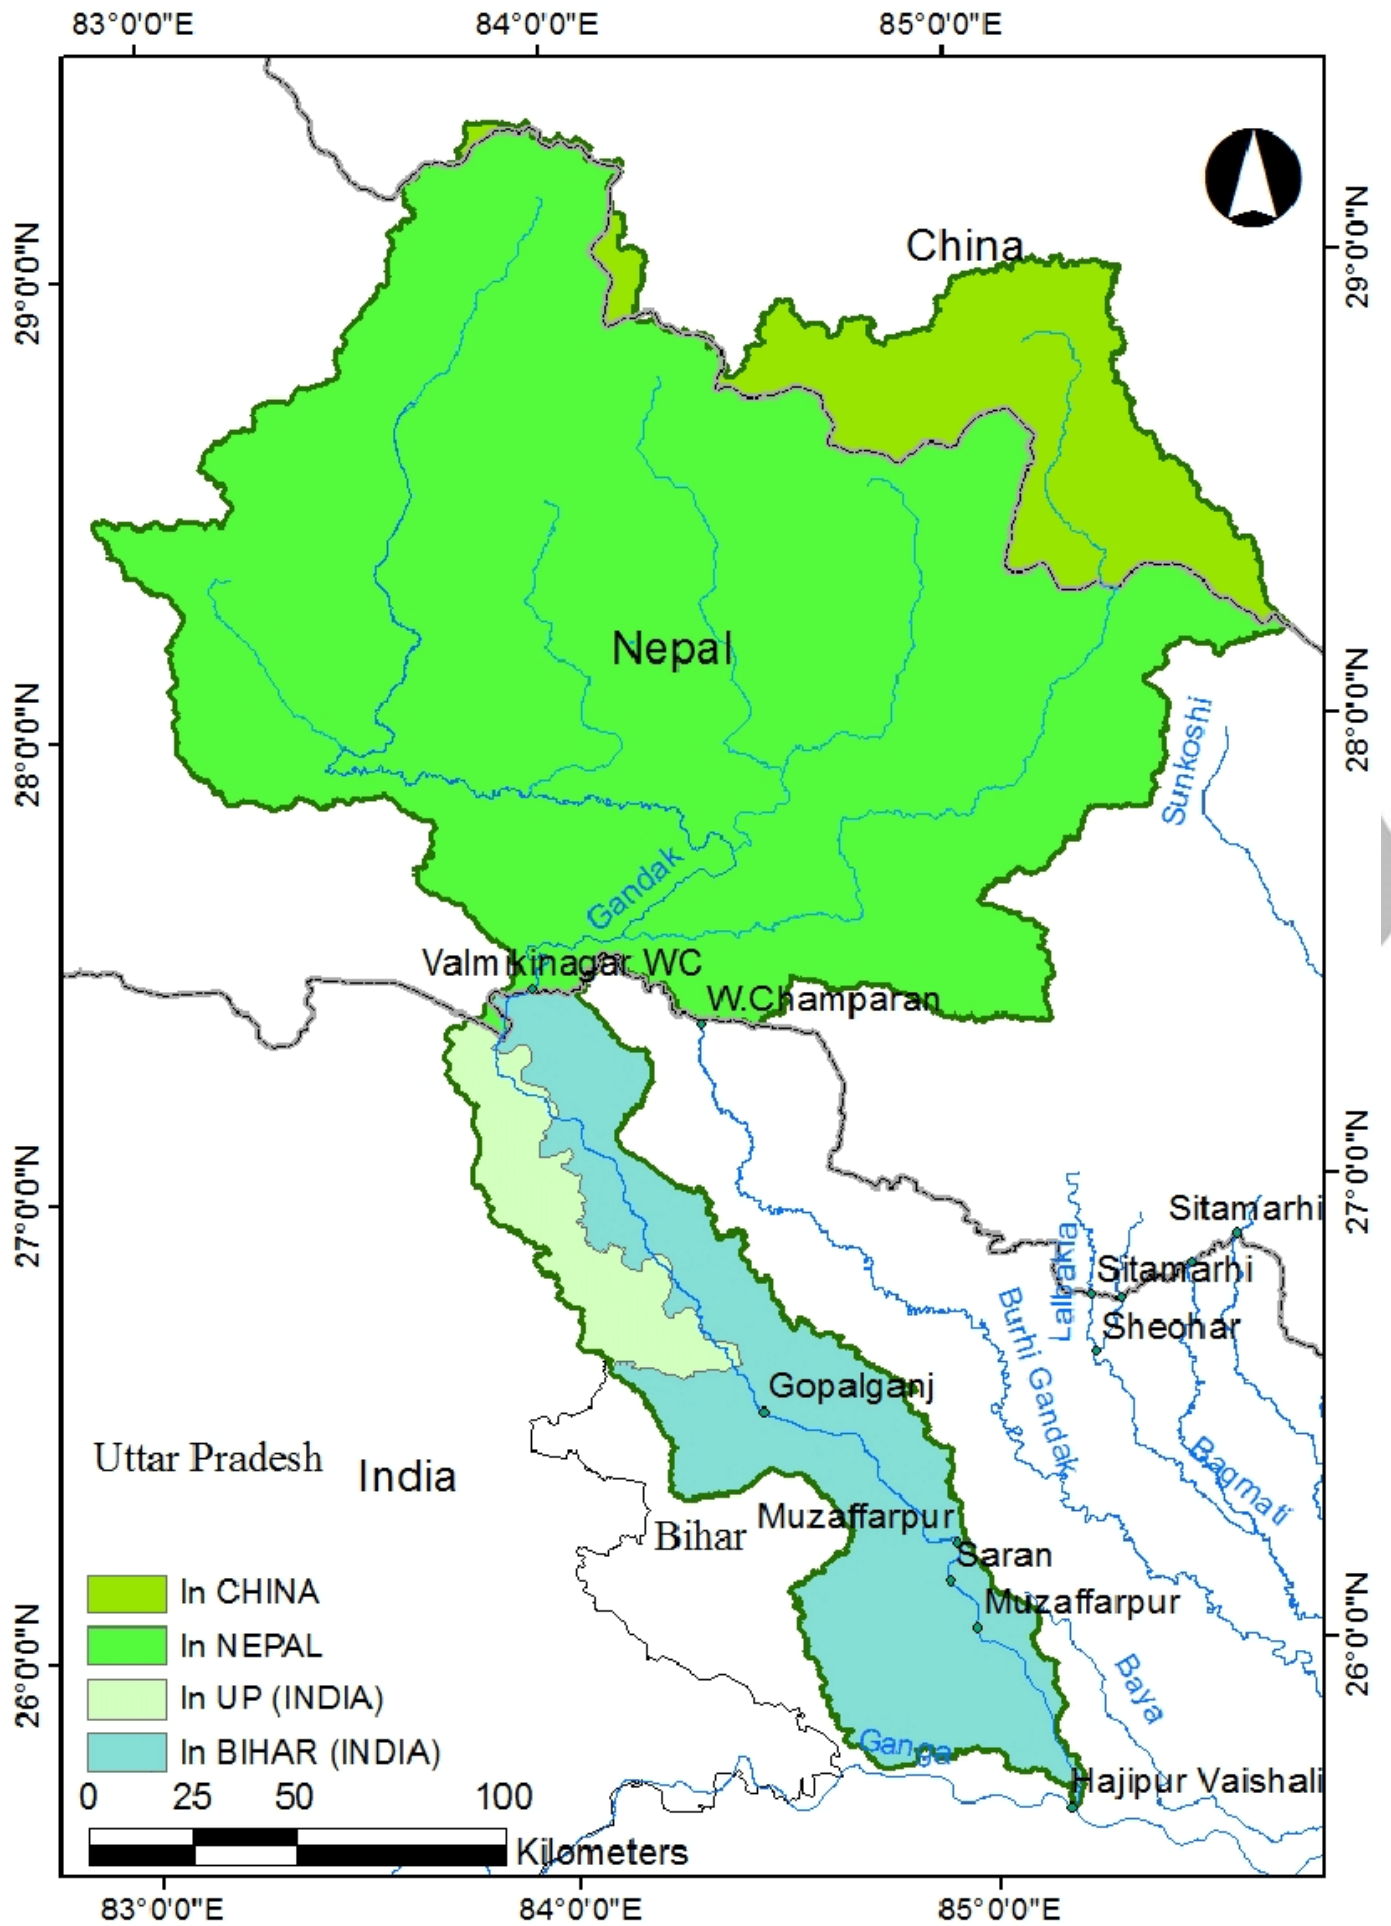 83°0'0"E
84°0'0"E
85°0'0"E
29°0'0"N
29°0'0"N
China
Nepal
28°0'0"N
28°0'0"N
Sunkoshi
Gandak
Valmikinagar WC
W.Champaran
27°0'0"N
27°0'0"N
Sitamarhi
Lalbakia
Sitamarhi
Sheohar
Burhi Gandak
Gopalganj
Bagmati
Uttar Pradesh
India
Muzaffarpur
Bihar
Saran
Muzaffarpur
26°0'0"N
26°0'0"N
Baya
Ganga
Hajipur Vaishali
In CHINA
In NEPAL
In UP (INDIA)
In BIHAR (INDIA)
0 25 50 100
Kilometers
83°0'0"E
84°0'0"E
85°0'0"E